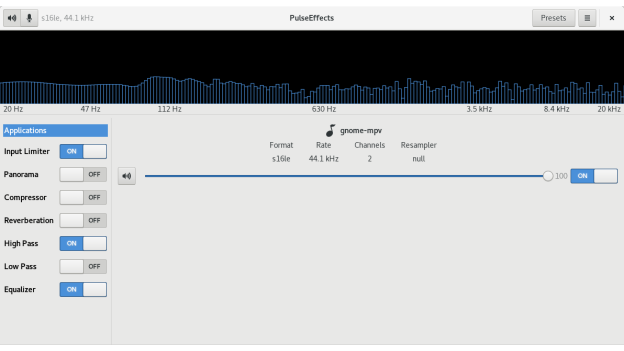 s16le, 44.1 kHz PulseEffects Presets
20 Hz 47 Hz 112 Hz 630 Hz 3.5 kHz 8.4 kHz 20 kHz
Applications
gnome-mpv
Format Rate Channels Resampler
s16le 44.1 kHz 2 null
100 ON
Input Limiter ON
Panorama OFF
Compressor OFF
Reverberation OFF
High Pass ON
Low Pass OFF
Equalizer ON